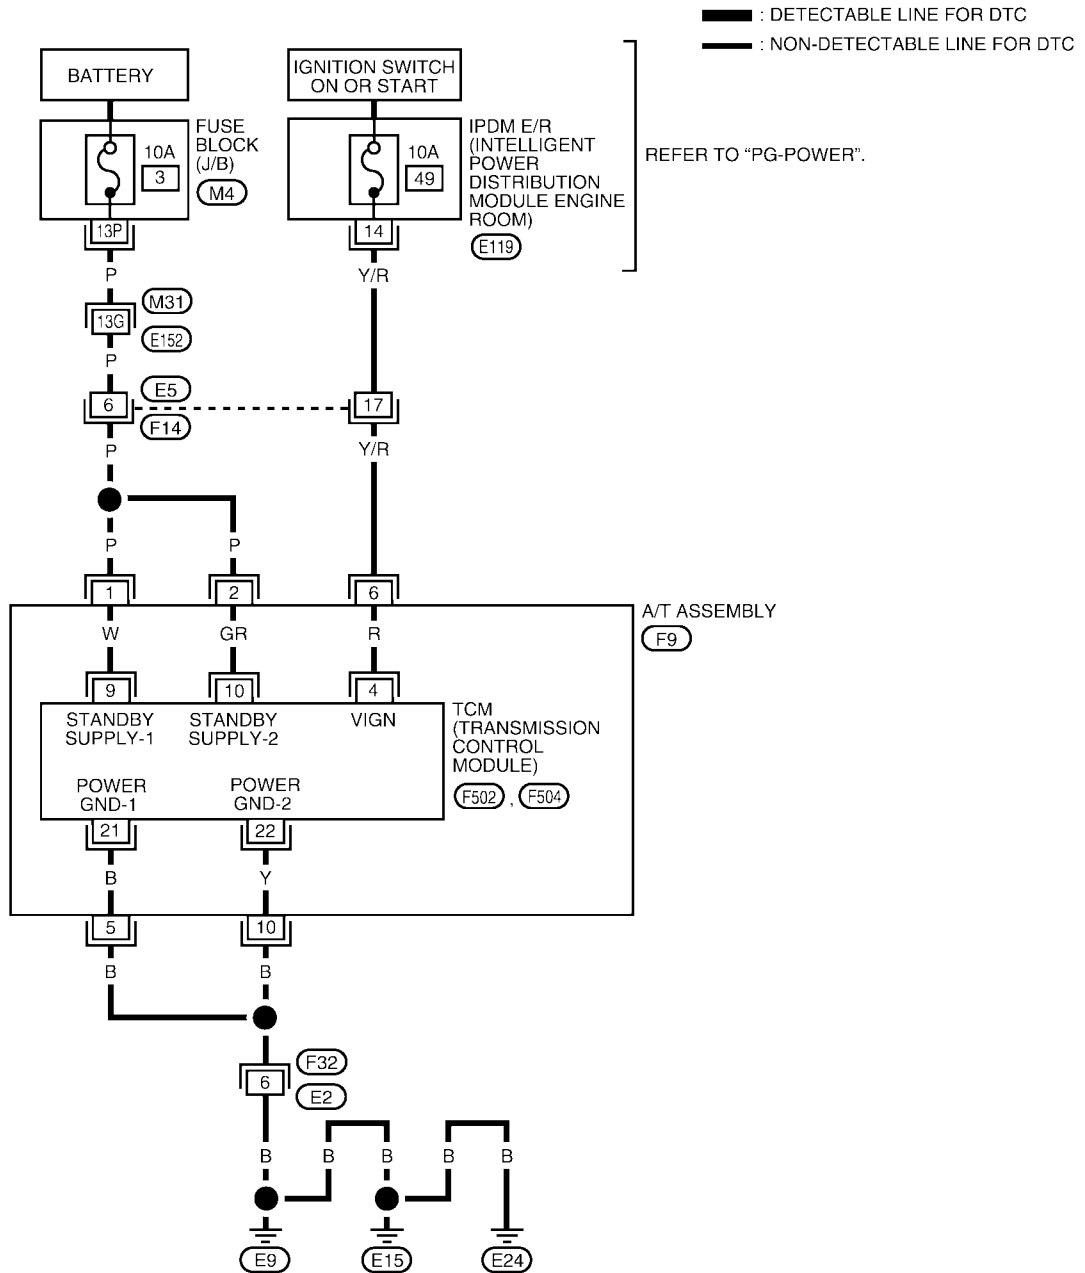 : DETECTABLE LINE FOR DTC
: NON-DETECTABLE LINE FOR DTC
BATTERY
IGNITION SWITCH
ON OR START
FUSE
BLOCK
(J/B)
M4
10A
3
13P
IPDM E/R
(INTELLIGENT
POWER
DISTRIBUTION
MODULE ENGINE
ROOM)
E119
10A
49
14
REFER TO “PG-POWER”.
P
Y/R
13G
M31
E152
P
6
E5
F14
17
P
Y/R
P
P
1
2
6
A/T ASSEMBLY
F9
W
GR
R
9
10
4
STANDBY
SUPPLY-1
STANDBY
SUPPLY-2
VIGN
TCM
(TRANSMISSION
CONTROL
MODULE)
F502 , F504
POWER
GND-1
POWER
GND-2
21
22
B
Y
5
10
B
B
F32
6
E2
B
B
B
B
B
E9
E15
E24